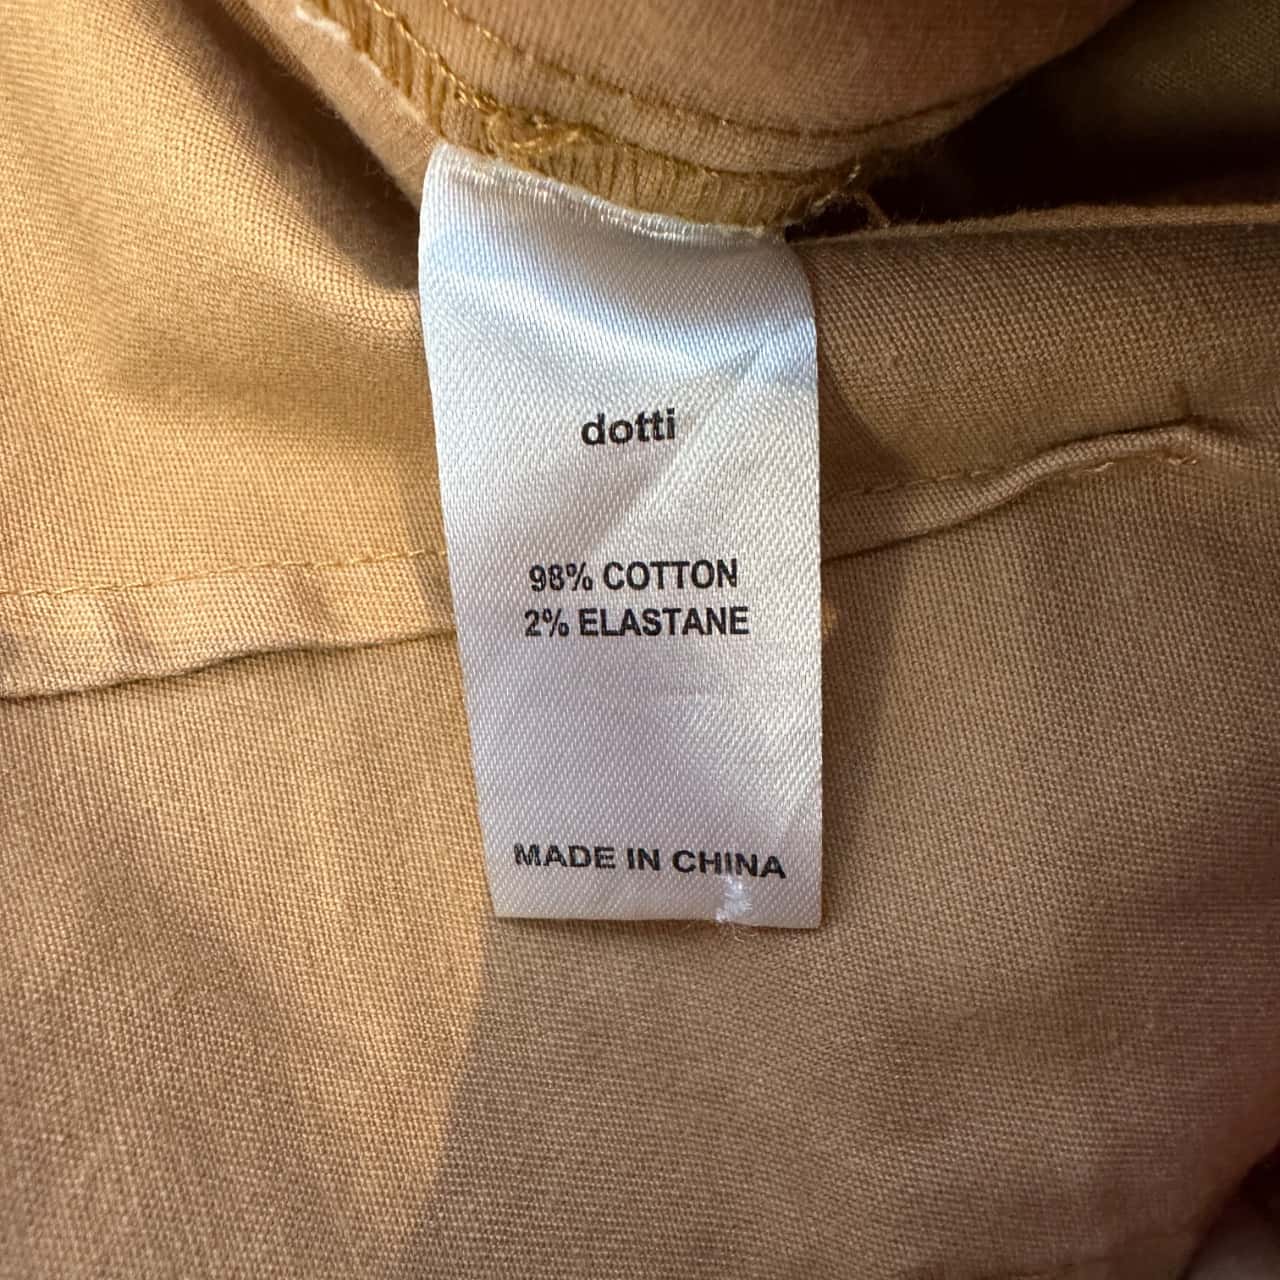 dotti
98% COTTON
2% ELASTANE
MADE IN CHINA